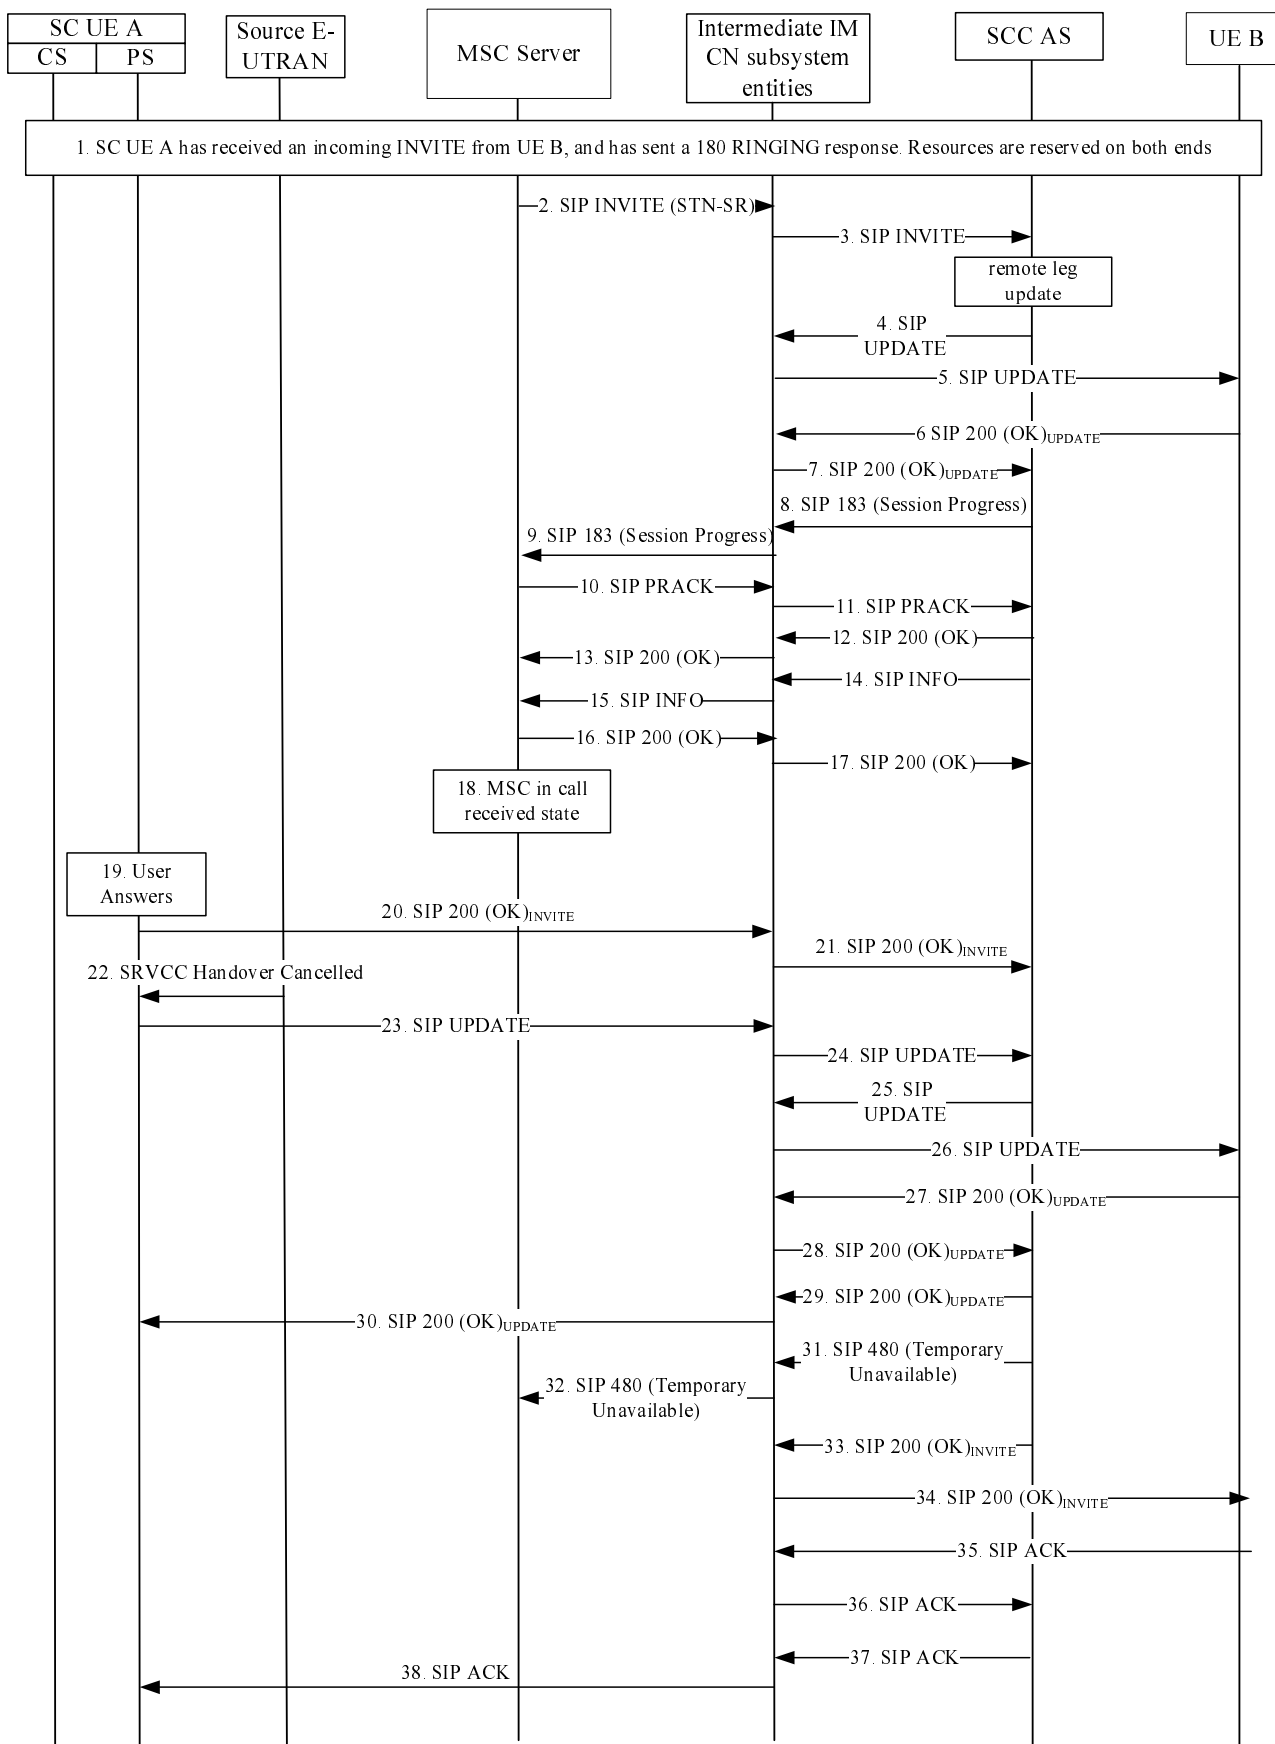 SC UE A
CS
PS
Source E-
UTRAN
MSC Server
Intermediate IM
CN subsystem
entities
SCC AS
UE B
1. SC UE A has received an incoming INVITE from UE B, and has sent a 180 RINGING response. Resources are reserved on both ends
2. SIP INVITE (STN-SR)
3. SIP INVITE
remote leg
update
4. SIP
UPDATE
5. SIP UPDATE
6 SIP 200 (OK)UPDATE
7. SIP 200 (OK)UPDATE
8. SIP 183 (Session Progress)
9. SIP 183 (Session Progress)
10. SIP PRACK
11. SIP PRACK
12. SIP 200 (OK)
13. SIP 200 (OK)
14. SIP INFO
15. SIP INFO
16. SIP 200 (OK)
17. SIP 200 (OK)
18. MSC in call
received state
19. User
Answers
20. SIP 200 (OK)INVITE
21. SIP 200 (OK)INVITE
22. SRVCC Handover Cancelled
23. SIP UPDATE
24. SIP UPDATE
25. SIP
UPDATE
26. SIP UPDATE
27. SIP 200 (OK)UPDATE
28. SIP 200 (OK)UPDATE
29. SIP 200 (OK)UPDATE
30. SIP 200 (OK)UPDATE
31. SIP 480 (Temporary
Unavailable)
32. SIP 480 (Temporary
Unavailable)
33. SIP 200 (OK)INVITE
34. SIP 200 (OK)INVITE
35. SIP ACK
36. SIP ACK
37. SIP ACK
38. SIP ACK